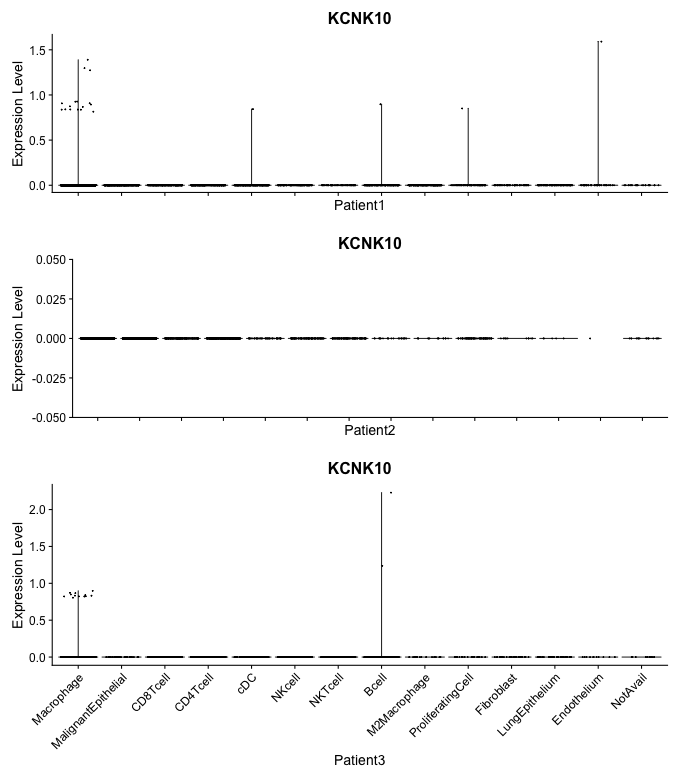 KCNK10
Expression Level
1.5
1.0
0.5
0.0
Patient1
KCNK10
Expression Level
0.050
0.025
0.000
-0.025
-0.050
Patient2
KCNK10
Expression Level
2.0
1.5
1.0
0.5
0.0
Macrophage
MalignantEpithelial
CD8Tcell
CD4Tcell
cDC
NKcell
NKTcell
Bcell
M2Macrophage
ProliferatingCell
Fibroblast
LungEpithelium
Endothelium
NotAvail
Patient3